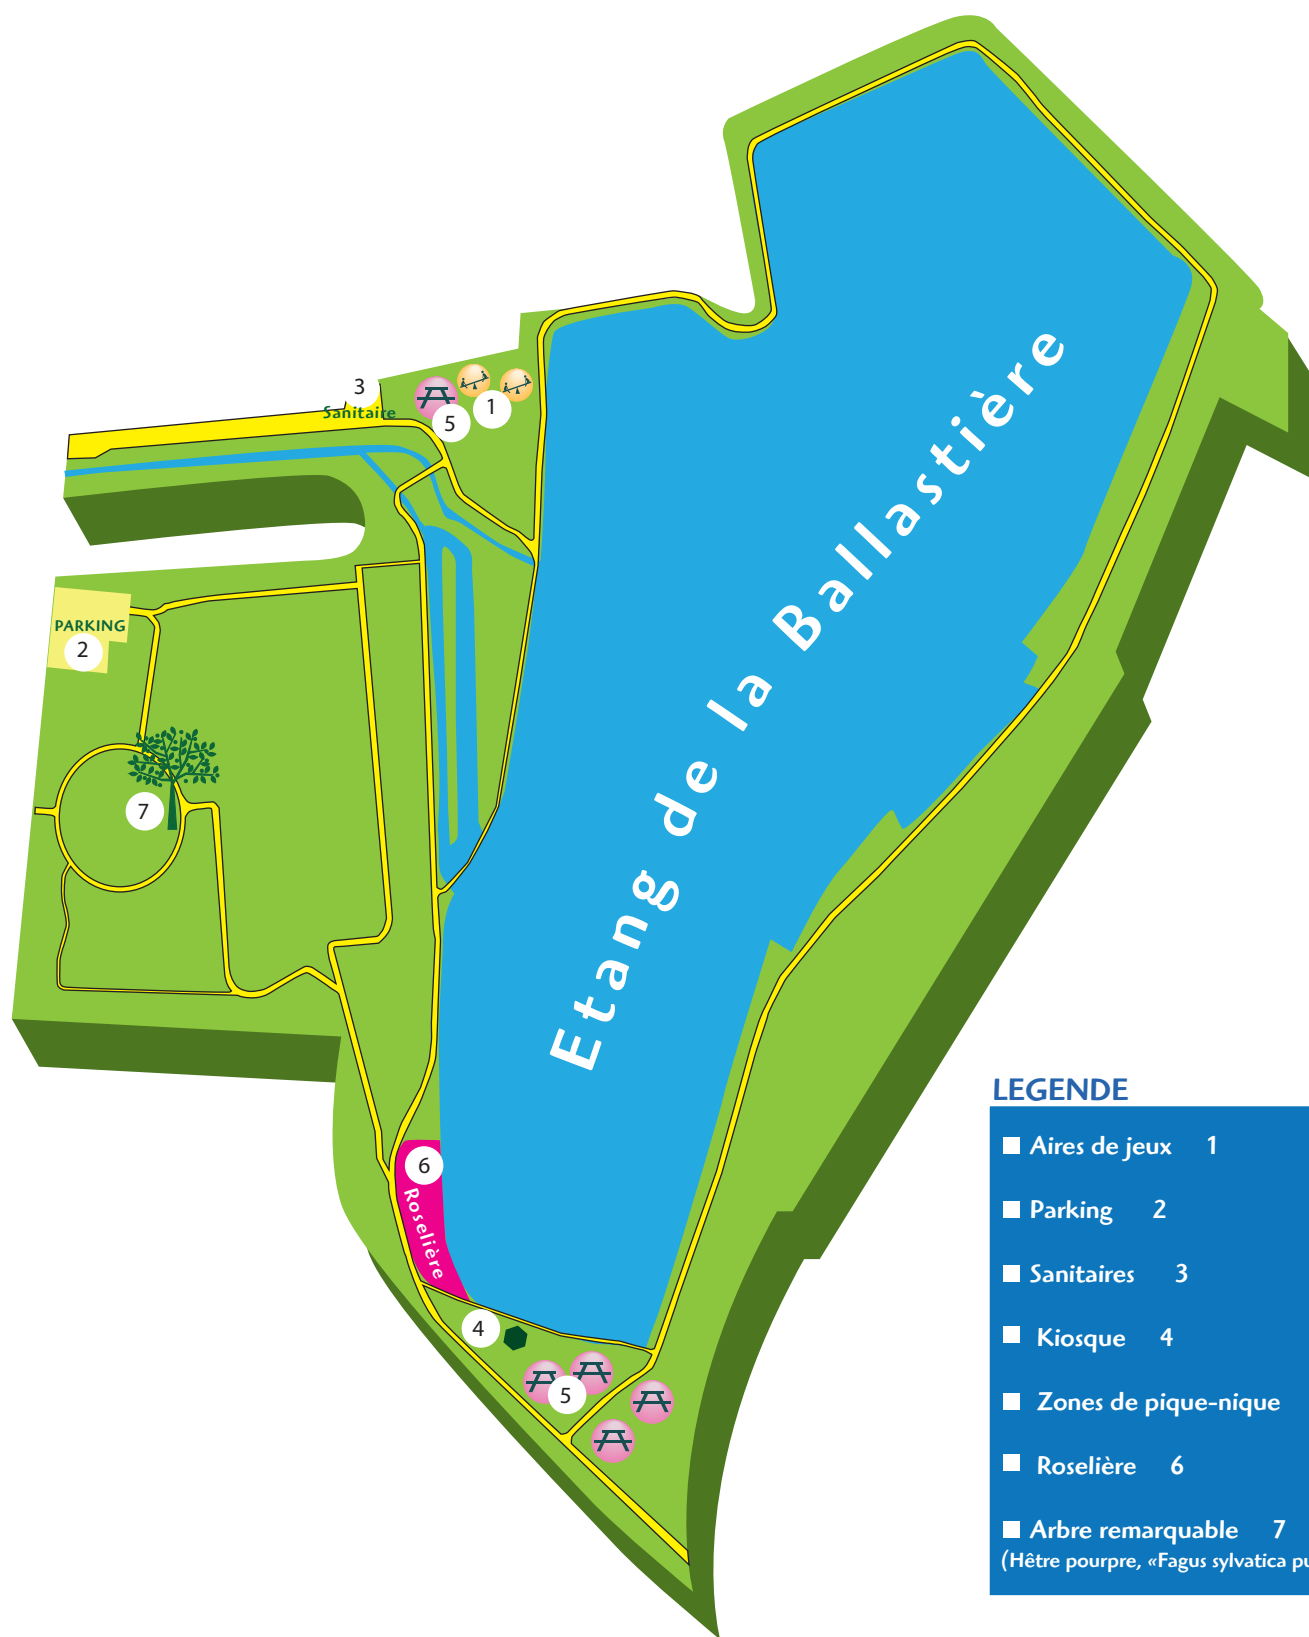 3
Sanitaire
1
5
PARKING
2
7
Etang de la Ballastière
6
Roselière
4
5
LEGENDE
Aires de jeux 1
Parking 2
Sanitaires 3
Kiosque 4
Zones de pique-nique
Roselière 6
Arbre remarquable 7
(Hêtre pourpre, «Fagus sylvatica pu